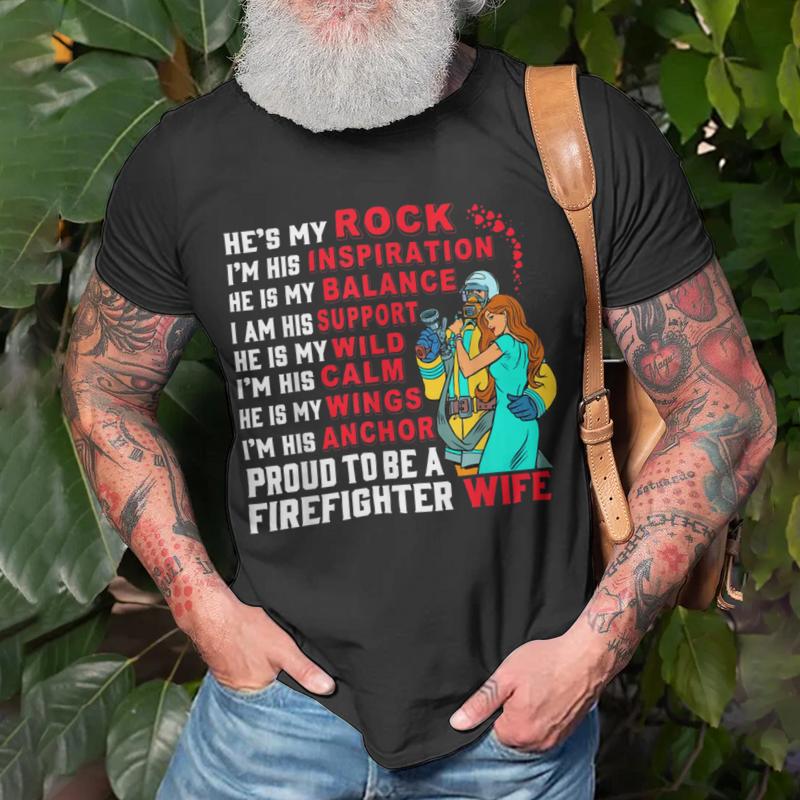 HE'S MY ROCK
I'M HIS INSPIRATION
HE IS MY BALANCE
I AM HIS SUPPORT
HE IS MY WILD
I'M HIS CALM
HE IS MY WINGS
I'M HIS ANCHOR
PROUD TO BE A
FIREFIGHTER WIFE
Estuardo